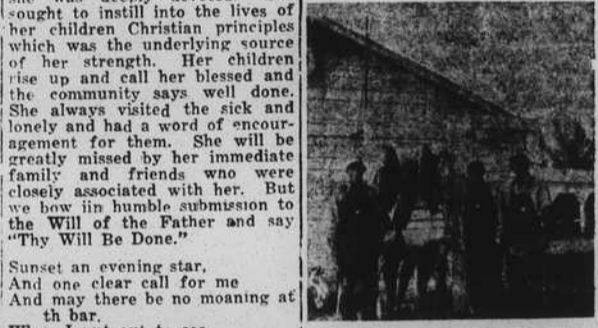 she was deeply
sought to instill into the lives of
her children Christian principles
which was the underlying source
of her strength. Her children
rise up and call her blessed and
the community says well done.
She always visited the sick and
lonely and had a word of encour-
agement for them. She will be
greatly missed by her immediate
family and friends wno were
closely associated with her. But
we bow iin humble submission to
the Will of the Father and say
"Thy Will Be Done."
Sunset an evening star,
And one clear call for me
And may there be no moaning at
th bar,